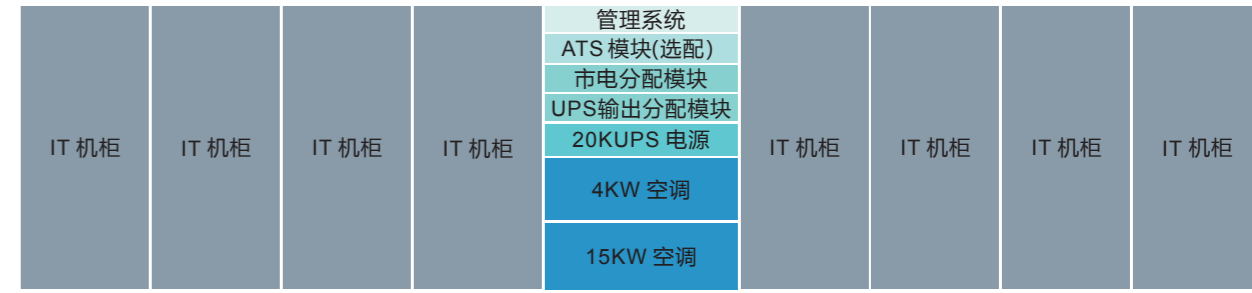 IT 机柜
IT 机柜
IT 机柜
IT 机柜
管理系统
ATS 模块(选配)
市电分配模块
UPS输出分配模块
20KUPS 电源
4KW 空调
15KW 空调
IT 机柜
IT 机柜
IT 机柜
IT 机柜